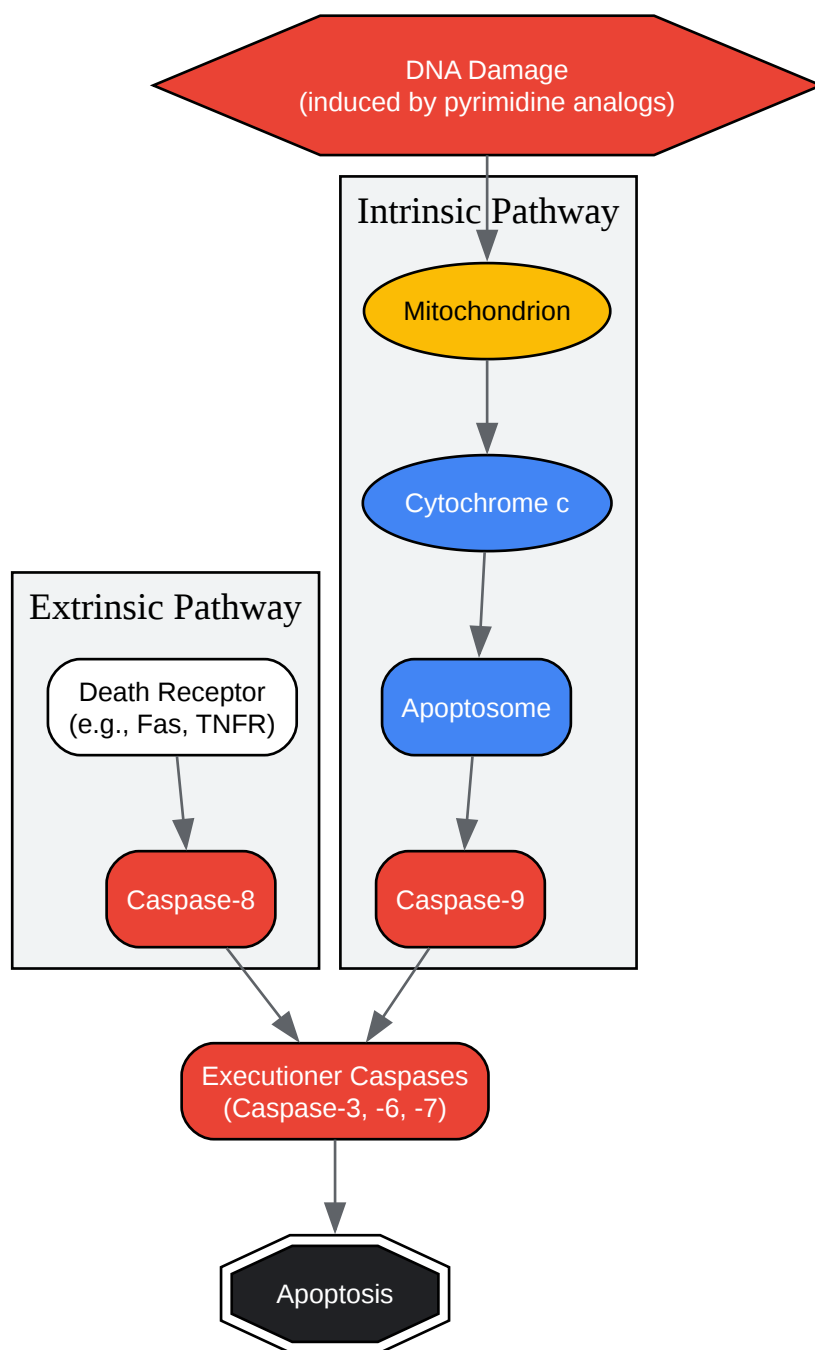 DNA Damage
(induced by pyrimidine analogs)
Intrinsic Pathway
Mitochondrion
Cytochrome c
Extrinsic Pathway
Death Receptor
(e.g., Fas, TNFR)
Apoptosome
Caspase-8
Caspase-9
Executioner Caspases
(Caspase-3, -6, -7)
Apoptosis